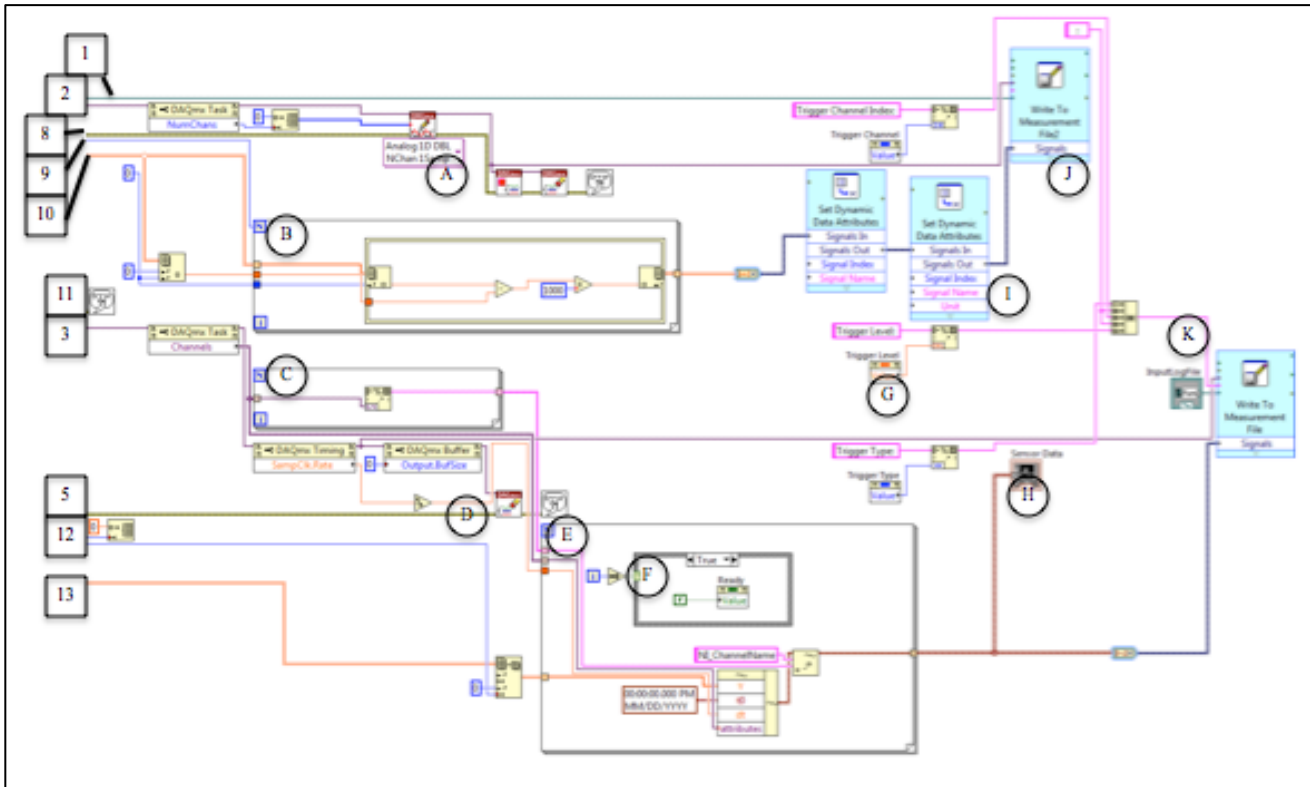 1
2
8
9
10
11
3
5
12
13
DAQmx Task
NumChans
Analog 1D DBL
NChan 1Samp
A
Trigger Channel Index
Trigger Channel
Value
Write To
Measurement
File2
Signals
J
N
B
1000
i
Set Dynamic
Data Attributes
Signals In
Signals Out
Signal Index
Signal Name
Set Dynamic
Data Attributes
Signals In
Signals Out
Signal Index
Signal Name
Unit
I
DAQmx Task
Channels
N
C
i
Trigger Level
Trigger Level
G
K
InputLogFile
Write To
Measurement
File
Signals
DAQmx Timing
SampClk.Rate
DAQmx Buffer
Output.BufSize
D
Trigger Type
Trigger Type
Value
Sensor Data
H
E
F
True
Ready
Value
NI_ChannelName
00:00:00.000 PM
MM/DD/YYYY
Y
t0
dt
attributes